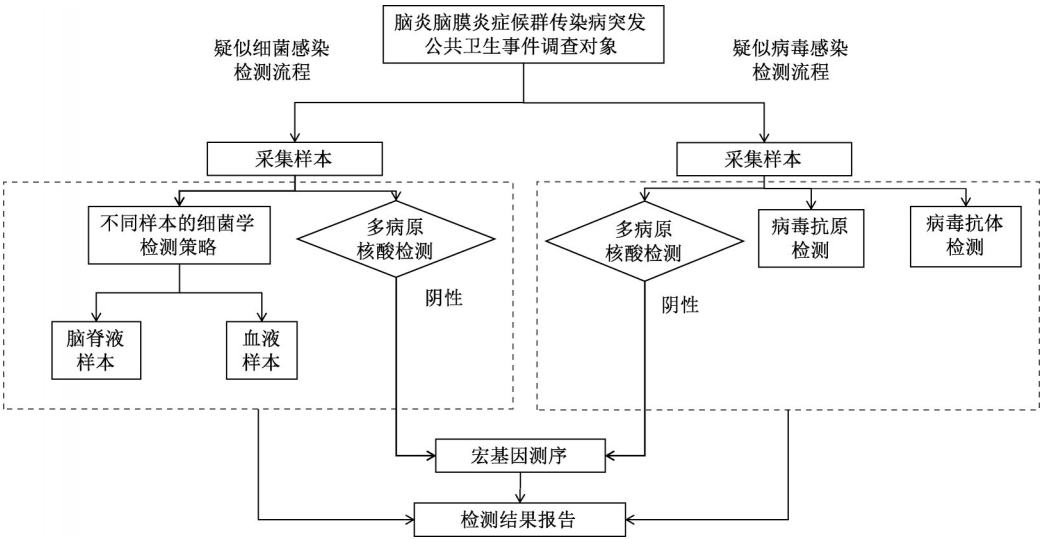 脑炎脑膜炎症候群传染病突发
公共卫生事件调查对象
疑似细菌感染
检测流程
疑似病毒感染
检测流程
采集样本
采集样本
不同样本的细菌学
检测策略
多病原
核酸检测
多病原
核酸检测
病毒抗原
检测
病毒抗体
检测
阴性
阴性
脑脊液
样本
血液
样本
宏基因测序
检测结果报告